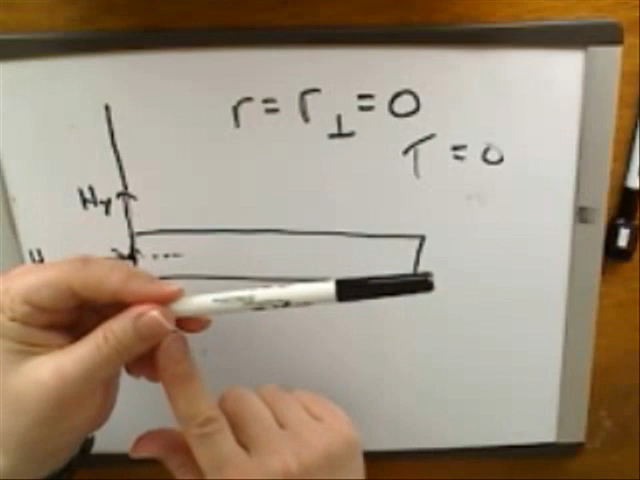 r = r⊥ = 0
τ = 0
Hy
H